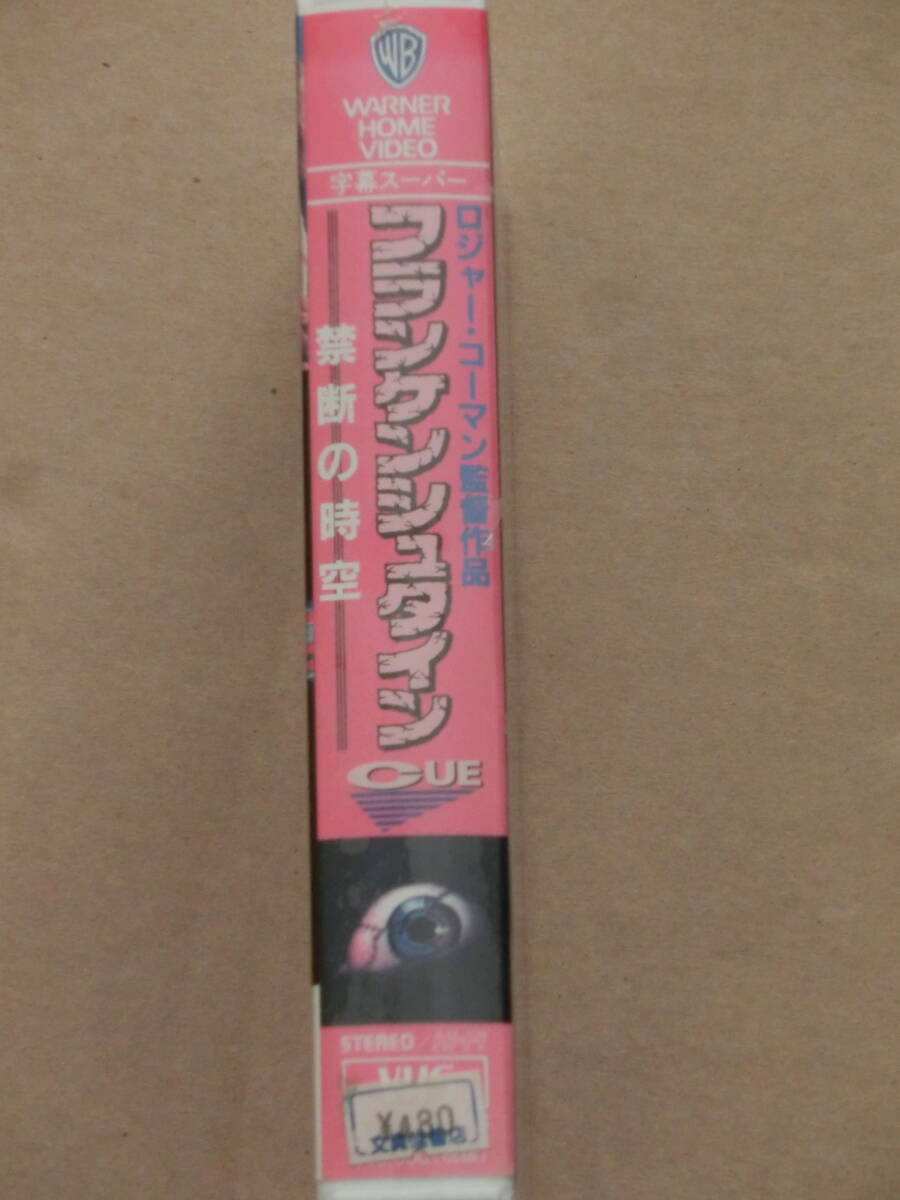 WB
WARNER
HOME
VIDEO
字幕スーパー
ロジャー・コーマン監督作品
フランケンシュタイン
禁断の時空
CUE
STEREO / HI-FI
VHS
¥480